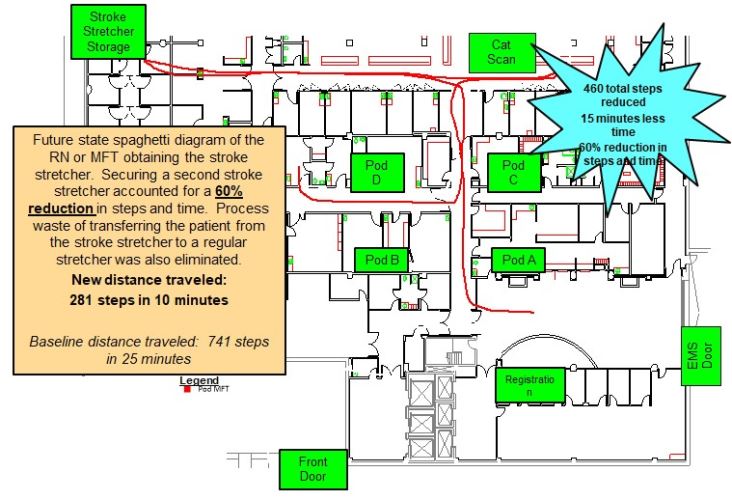 Stroke
Stretcher
Storage
Cat
Scan
460 total steps
reduced
15 minutes less
time
60% reduction in
steps and time
Future state spaghetti diagram of the
RN or MFT obtaining the stroke
stretcher. Securing a second stroke
stretcher accounted for a 60%
reduction in steps and time. Process
waste of transferring the patient from
the stroke stretcher to a regular
stretcher was also eliminated.
New distance traveled:
281 steps in 10 minutes
Baseline distance traveled: 741 steps
in 25 minutes
Pod
D
Pod
C
Pod B
Pod A
EMS
Door
Legend
Pod MFT
Registratio
n
Front
Door